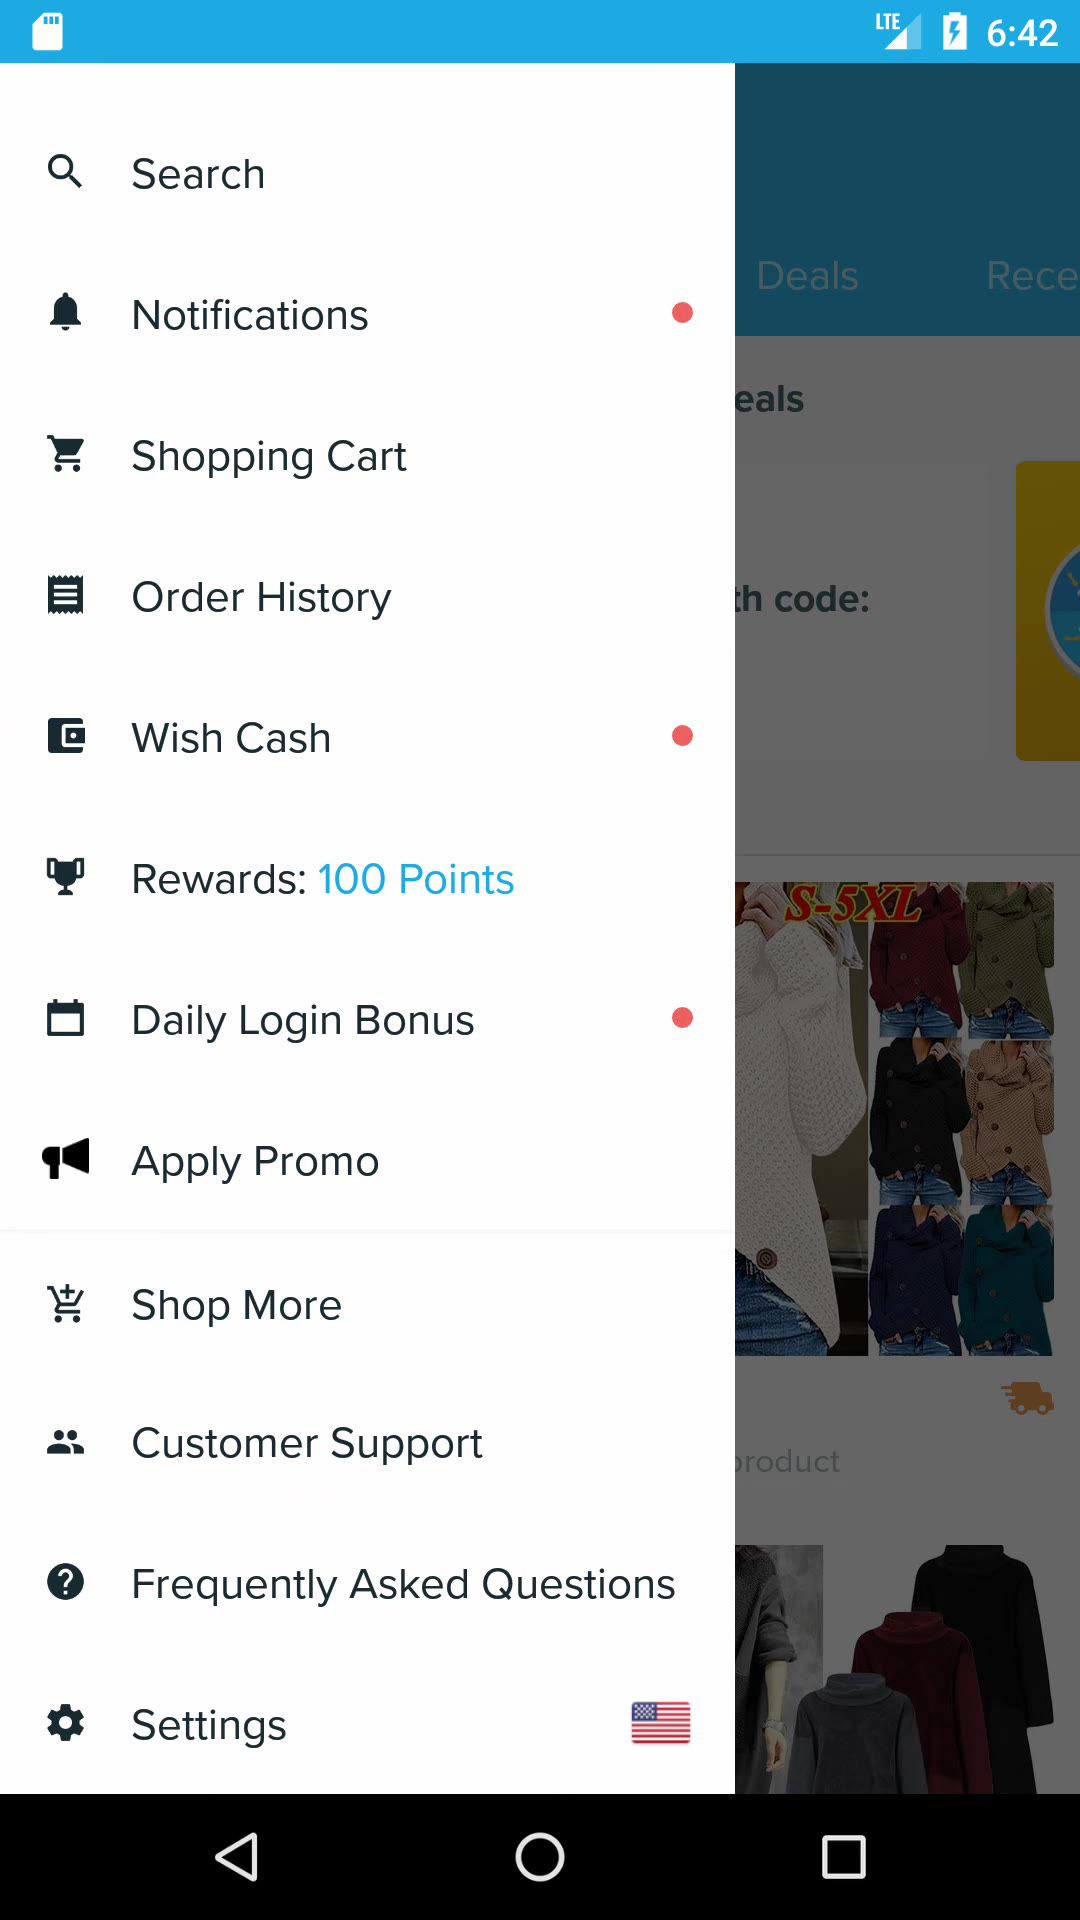 LTE 6:42
Search
Deals
Rece
Notifications
eals
Shopping Cart
Order History
th code:
Wish Cash
Rewards: 100 Points
S-5XL
Daily Login Bonus
Apply Promo
Shop More
Customer Support
product
Frequently Asked Questions
Settings